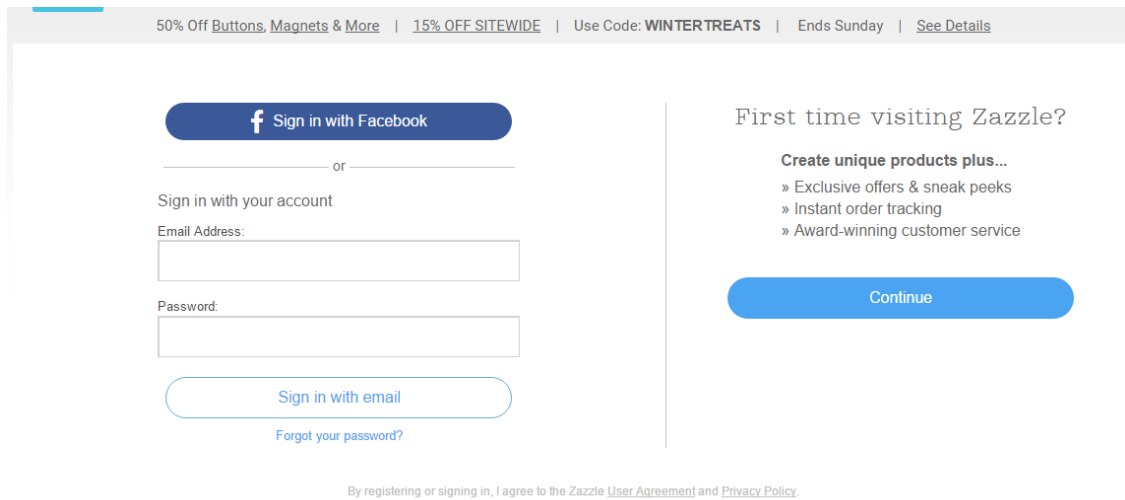 50% Off Buttons, Magnets & More | 15% OFF SITEWIDE | Use Code: WINTERTREATS | Ends Sunday | See Details
f Sign in with Facebook
or
Sign in with your account
Email Address:
Password:
Sign in with email
Forgot your password?
First time visiting Zazzle?
Create unique products plus...
» Exclusive offers & sneak peeks
» Instant order tracking
» Award-winning customer service
Continue
By registering or signing in, I agree to the Zazzle User Agreement and Privacy Policy.